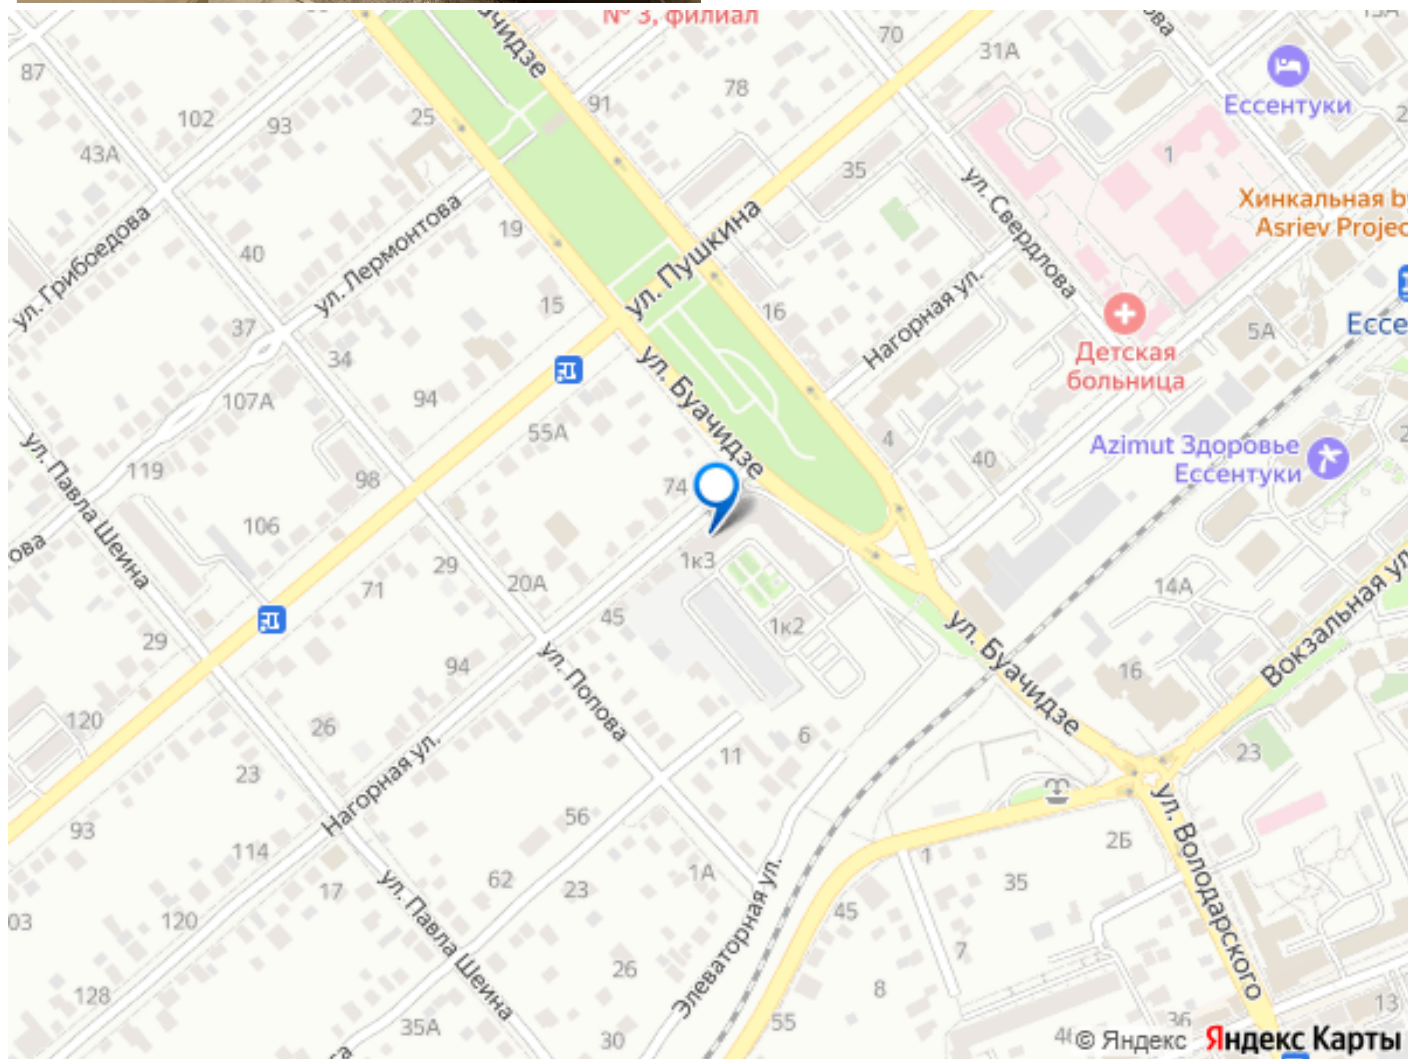 № 3, филиал
70
31А
87
78
91
Ессентуки
102
93
25
43А
35
1
ул. Свердлова
Хинкальная by
Asriev Projec
ул. Пушкина
19
40
ул. Лермонтова
ул. Грибоедова
15
16
Нагорная ул.
5А
Ессе
37
34
Детская
больница
ул. Буачидзе
107А
94
55А
4
40
Azimut Здоровье
Ессентуки
119
98
74
ул. Павла Шеина
106
1к3
29
20А
71
14А
45
1к2
29
ул. Попова
ул. Буачидзе
Вокзальная ул.
94
16
120
26
6
11
23
23
Нагорная ул.
56
ул. Володарского
93
114
2Б
1
1А
17
62
23
35
03
120
45
ул. Павла Шеина
Элеваторная ул.
7
26
8
128
13
35А
55
36
30
© Яндекс
Яндекс Карты